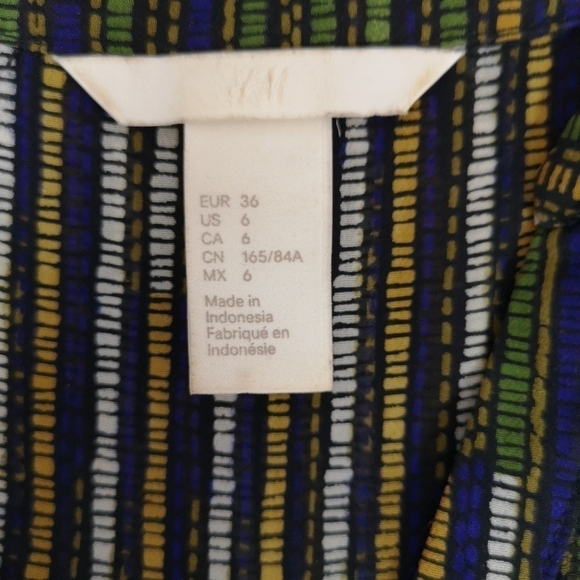 H&M
EUR 36
US 6
CA 6
CN 165/84A
MX 6
Made in
Indonesia
Fabriqué en
Indonésie